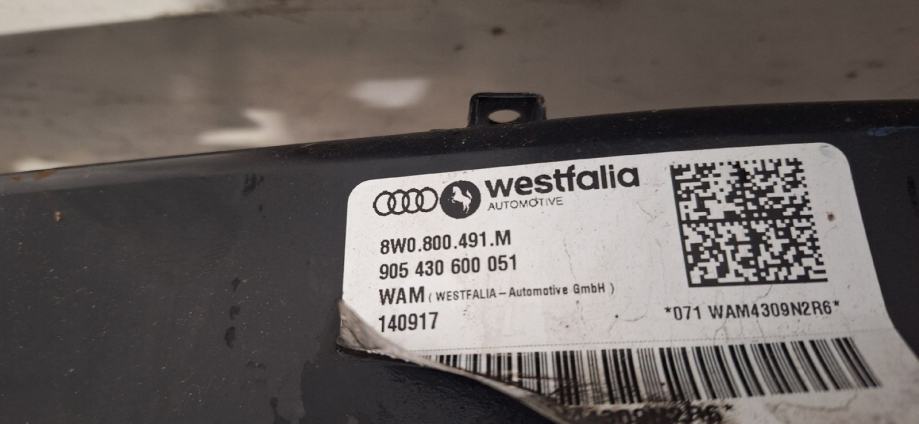 westfalia
AUTOMOTIVE
8W0.800.491.M
905 430 600 051
WAM ( WESTFALIA – Automotive GmbH )
140917
*071 WAM4309N2R6*